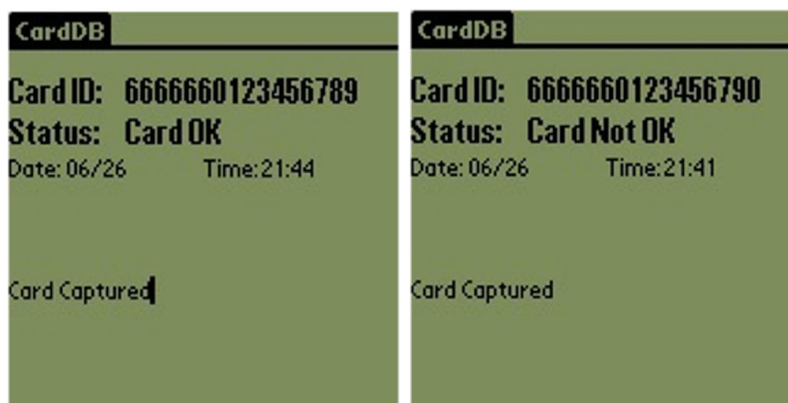 CardDB
Card ID: 6666660123456789
Status: Card OK
Date: 06/26 Time:21:44
Card Captured
CardDB
Card ID: 6666660123456790
Status: Card Not OK
Date: 06/26 Time:21:41
Card Captured